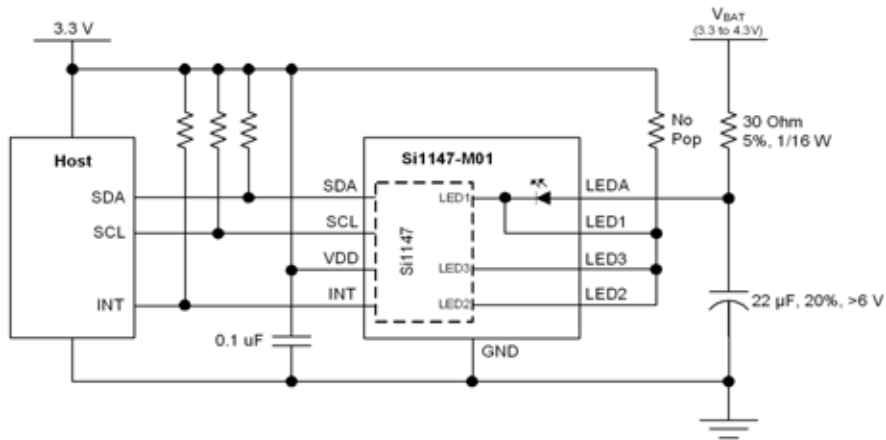 3.3 V
VBAT
(3.3 to 4.3V)
No
Pop
30 Ohm
5%, 1/16 W
Host
Si1147-M01
SDA
SDA
LED1
LEDA
SCL
SCL
LED1
Si1147
VDD
LED3
LED3
INT
INT
LED2
LED2
22 µF, 20%, >6 V
0.1 uF
GND